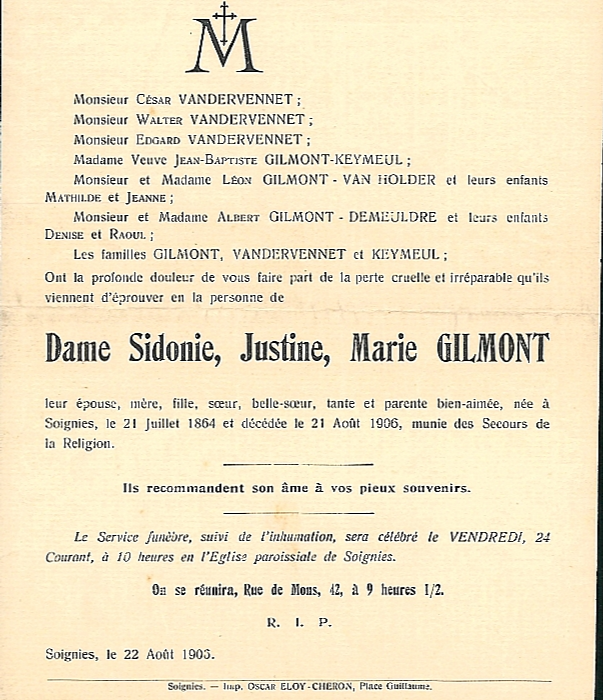 M
Monsieur César VANDERVENNET ;
Monsieur Walter VANDERVENNET ;
Monsieur Edgard VANDERVENNET ;
Madame Veuve Jean-Baptiste GILMONT-KEYMEUL ;
Monsieur et Madame Léon GILMONT - VAN HOLDER et leurs enfants
Mathilde et Jeanne ;
Monsieur et Madame Albert GILMONT - DEMEULDRE et leurs enfants
Denise et Raoul ;
Les familles GILMONT, VANDERVENNET et KEYMEUL ;
Ont la profonde douleur de vous faire part de la perte cruelle et irréparable qu'ils
viennent d'éprouver en la personne de
Dame Sidonie, Justine, Marie GILMONT
leur épouse, mère, fille, sœur, belle-sœur, tante et parente bien-aimée, née à
Soignies, le 21 Juillet 1864 et décédée le 21 Août 1906, munie des Secours de
la Religion.
Ils recommandent son âme à vos pieux souvenirs.
Le Service funèbre, suivi de l'inhumation, sera célébré le VENDREDI, 24
Courant, à 10 heures en l'Eglise paroissiale de Soignies.
On se réunira, Rue de Mons, 42, à 9 heures 1/2.
R. I. P.
Soignies, le 22 Août 1906.
Soignies. — Imp. OSCAR ELOY-CHERON, Place Guillaume.